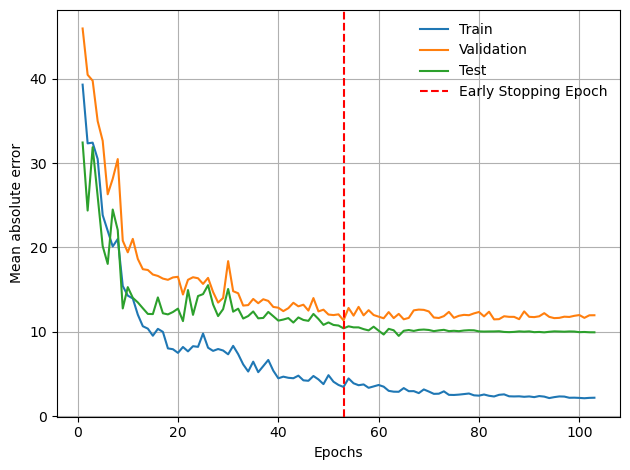 Train
Validation
Test
Early Stopping Epoch
Mean absolute error
40
30
20
10
0
0 20 40 60 80 100
Epochs